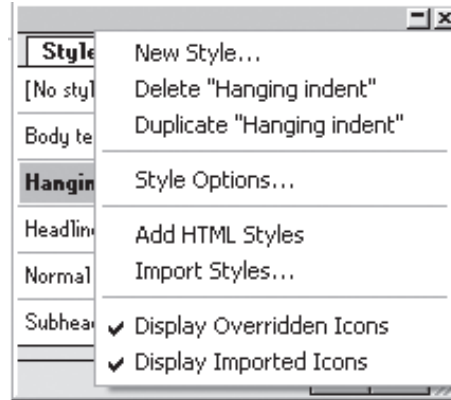 Style
New Style...
[No styl
Delete "Hanging indent"
Body te
Duplicate "Hanging indent"
Hangin
Style Options...
Headlin
Add HTML Styles
Normal
Import Styles...
Subhea
Display Overridden Icons
Display Imported Icons